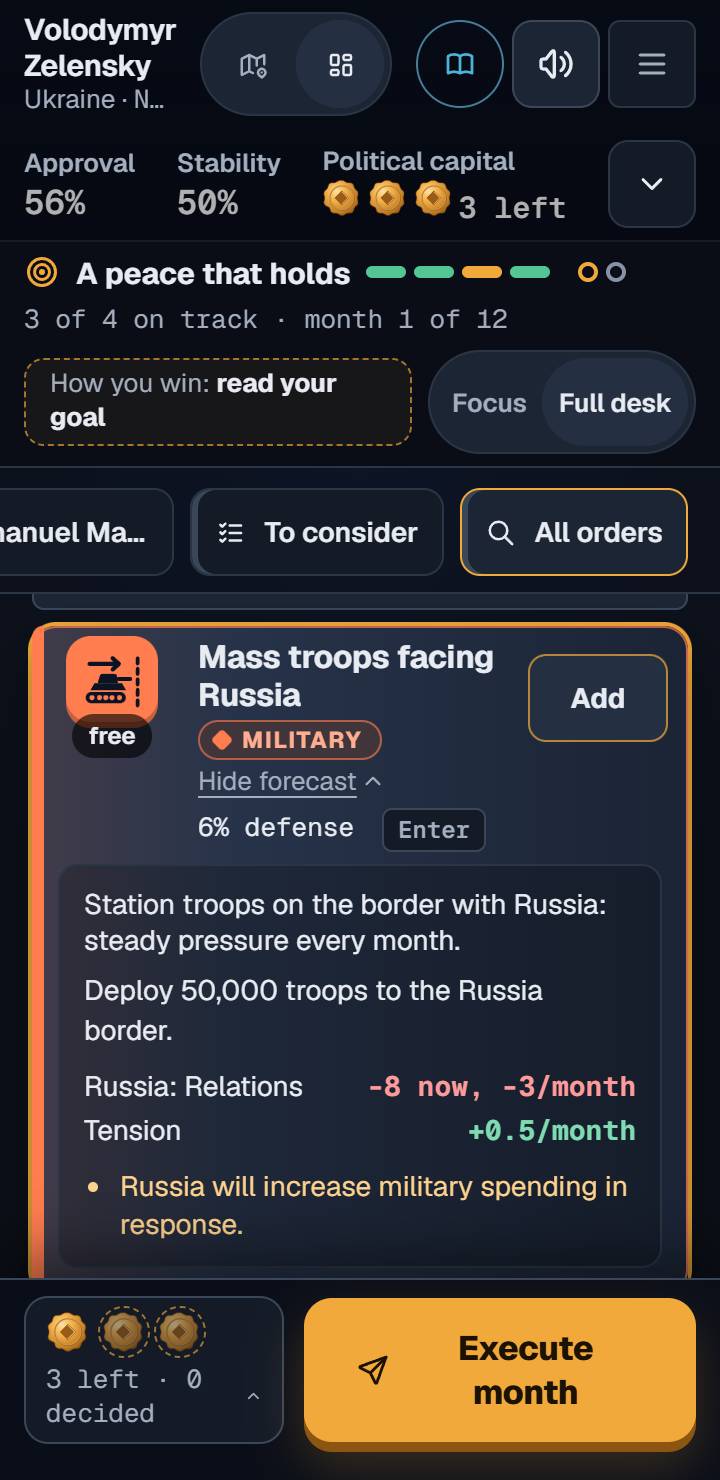 Volodymyr
Zelensky
Ukraine · N…
Approval
56%
Stability
50%
Political capital
3 left
A peace that holds
3 of 4 on track · month 1 of 12
How you win: read your
goal
Focus
Full desk
anuel Ma…
To consider
All orders
Mass troops facing
Russia
free
MILITARY
Hide forecast
6% defense
Enter
Add
Station troops on the border with Russia:
steady pressure every month.
Deploy 50,000 troops to the Russia
border.
Russia: Relations -8 now, -3/month
Tension +0.5/month
• Russia will increase military spending in
response.
3 left · 0
decided
Execute
month